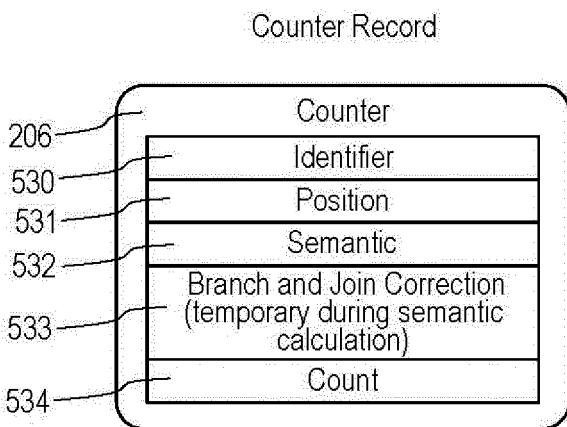 Counter Record
Counter
206
Identifier
530
Position
531
Semantic
532
Branch and Join Correction
(temporary during semantic
calculation)
533
Count
534